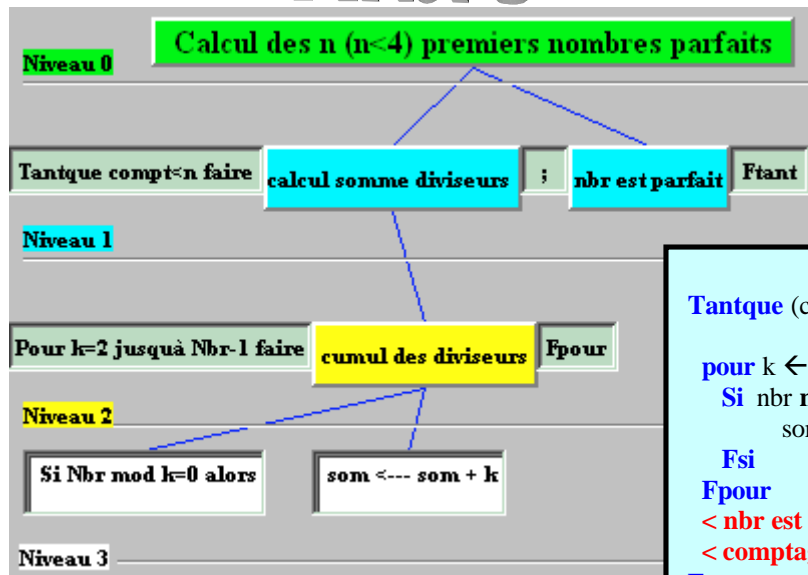 Calcul des n (n<4) premiers nombres parfaits
Niveau 0
Tantque compt<n faire
calcul somme diviseurs
;
nbr est parfait
Ftant
Niveau 1
Pour k=2 jusquà Nbr-1 faire
cumul des diviseurs
Fpour
Niveau 2
Si Nbr mod k=0 alors
som <--- som + k
Niveau 3
Tantque (c
pour k ←
Si nbr
Fsi
Fpour
< nbr est